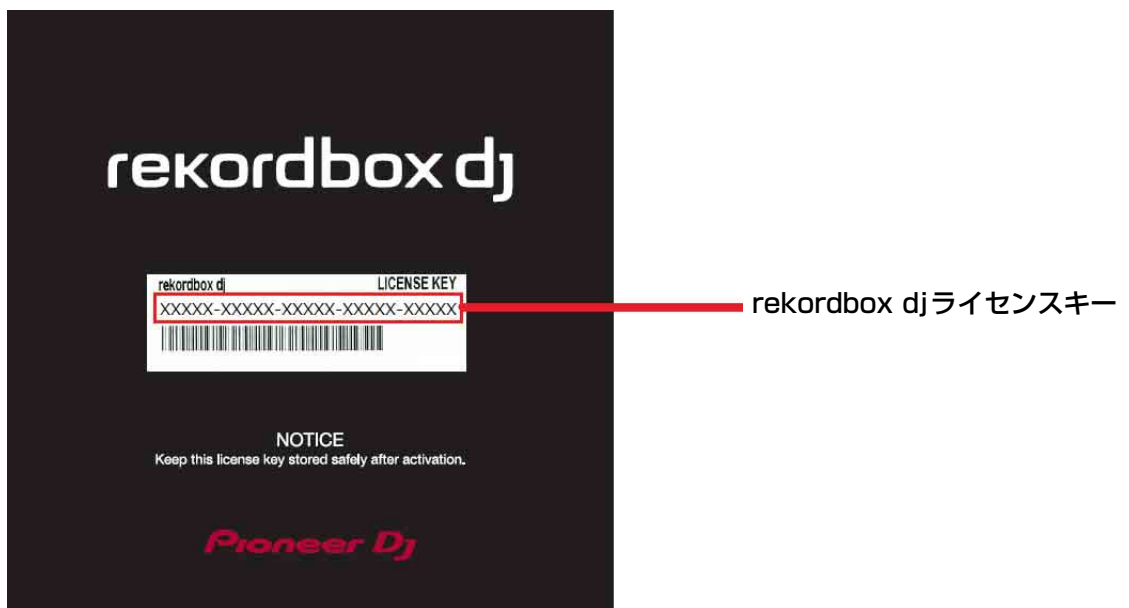 rekordbox dj
rekordbox dj LICENSE KEY
XXXXX-XXXXX-XXXXX-XXXXX-XXXXX
rekordbox djライセンスキー
NOTICE
Keep this license key stored safely after activation.
Pioneer Dj